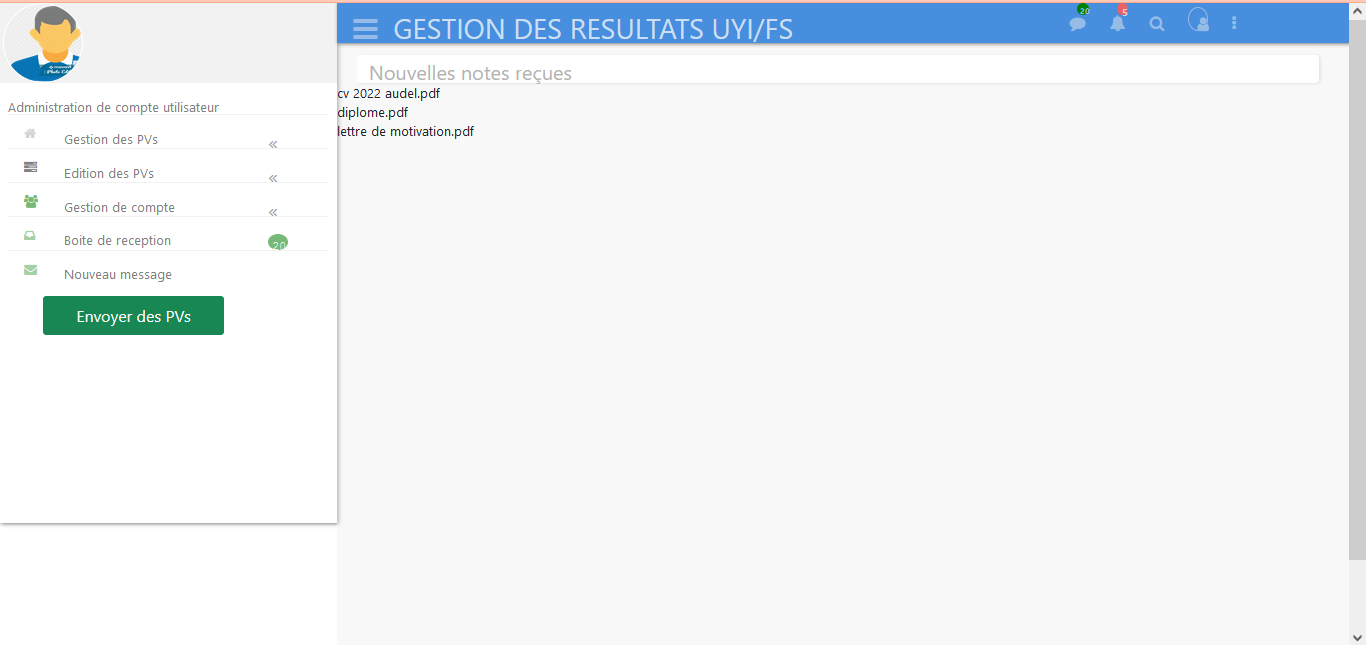 GESTION DES RESULTATS UYI/FS
20
5
Administration de compte utilisateur
Gestion des PVs
Edition des PVs
Gestion de compte
Boite de reception
20
Nouveau message
Envoyer des PVs
Nouvelles notes reçues
cv 2022 audel.pdf
diplome.pdf
lettre de motivation.pdf